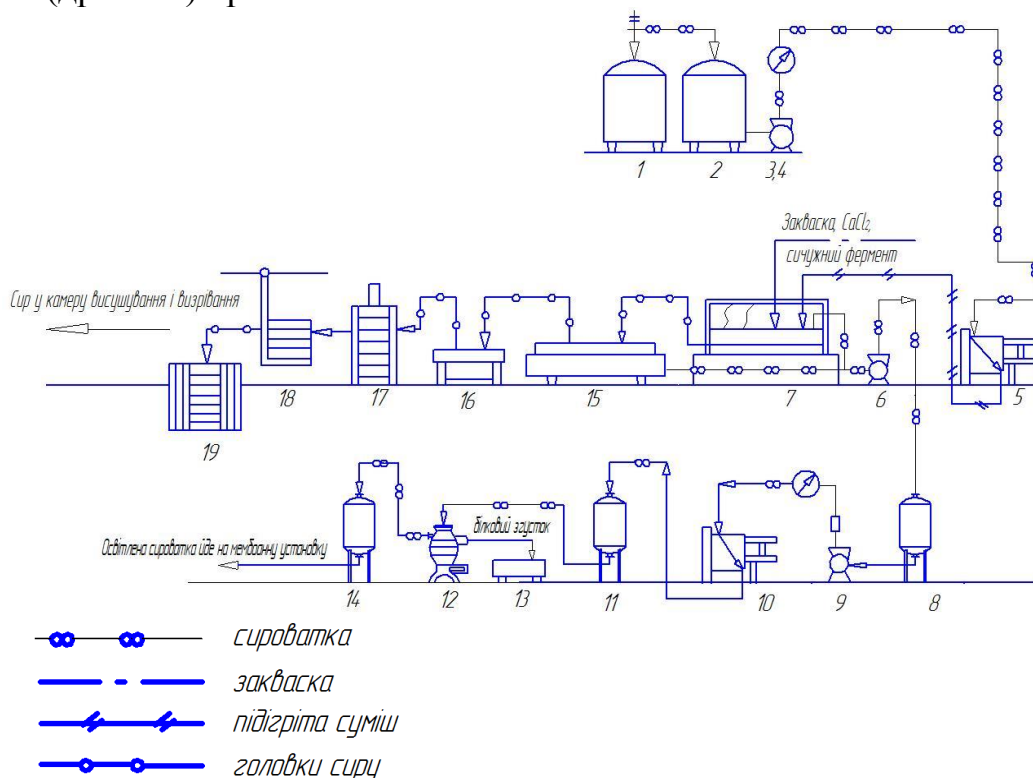 1
2
3,4
Закваска, CaCl₂,
сичужний фермент
Сир у камеру висушування і визрівання
18
17
16
15
7
6
5
19
білковий згусток
Освітлена сироватка йде на мембранну установку
14
12
13
11
10
9
8
сироватка
закваска
підігріта суміш
головки сиру